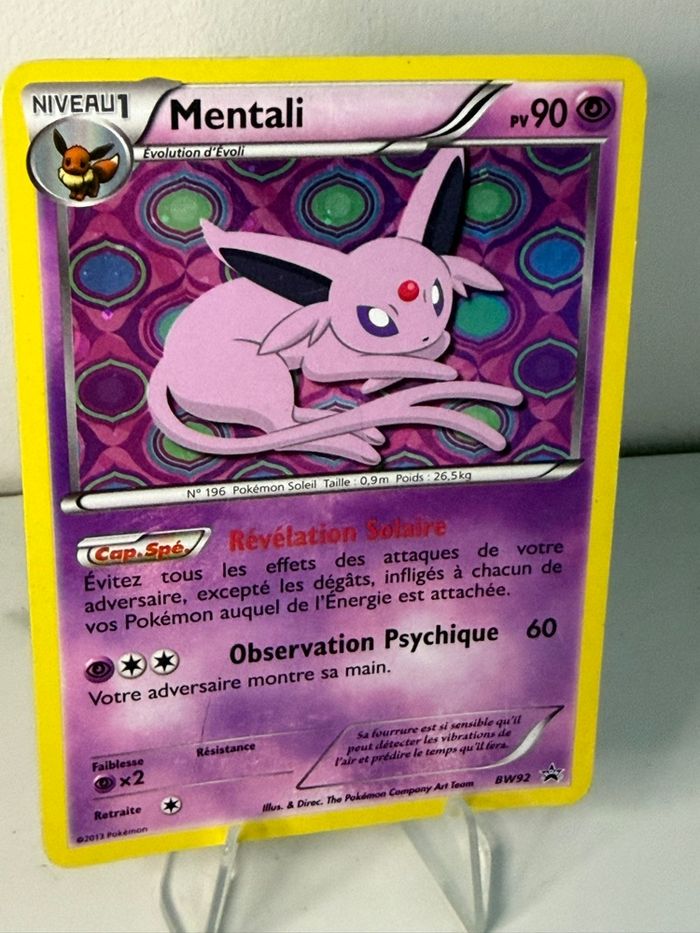 NIVEAU 1
Mentali
PV 90
Évolution d'Évoli
N° 196 Pokémon Soleil Taille : 0,9 m Poids : 26,5 kg
Cap. Spé. Révélation Solaire
Évitez tous les effets des attaques de votre
adversaire, excepté les dégâts, infligés à chacun de
vos Pokémon auquel de l'Énergie est attachée.
Observation Psychique 60
Votre adversaire montre sa main.
Sa fourrure est si sensible qu'il
peut détecter les vibrations de
l'air et prédire le temps qu'il fera.
Faiblesse
×2
Résistance
Retraite
Illus. & Direc. The Pokémon Company Art Team
BW92
©2013 Pokémon